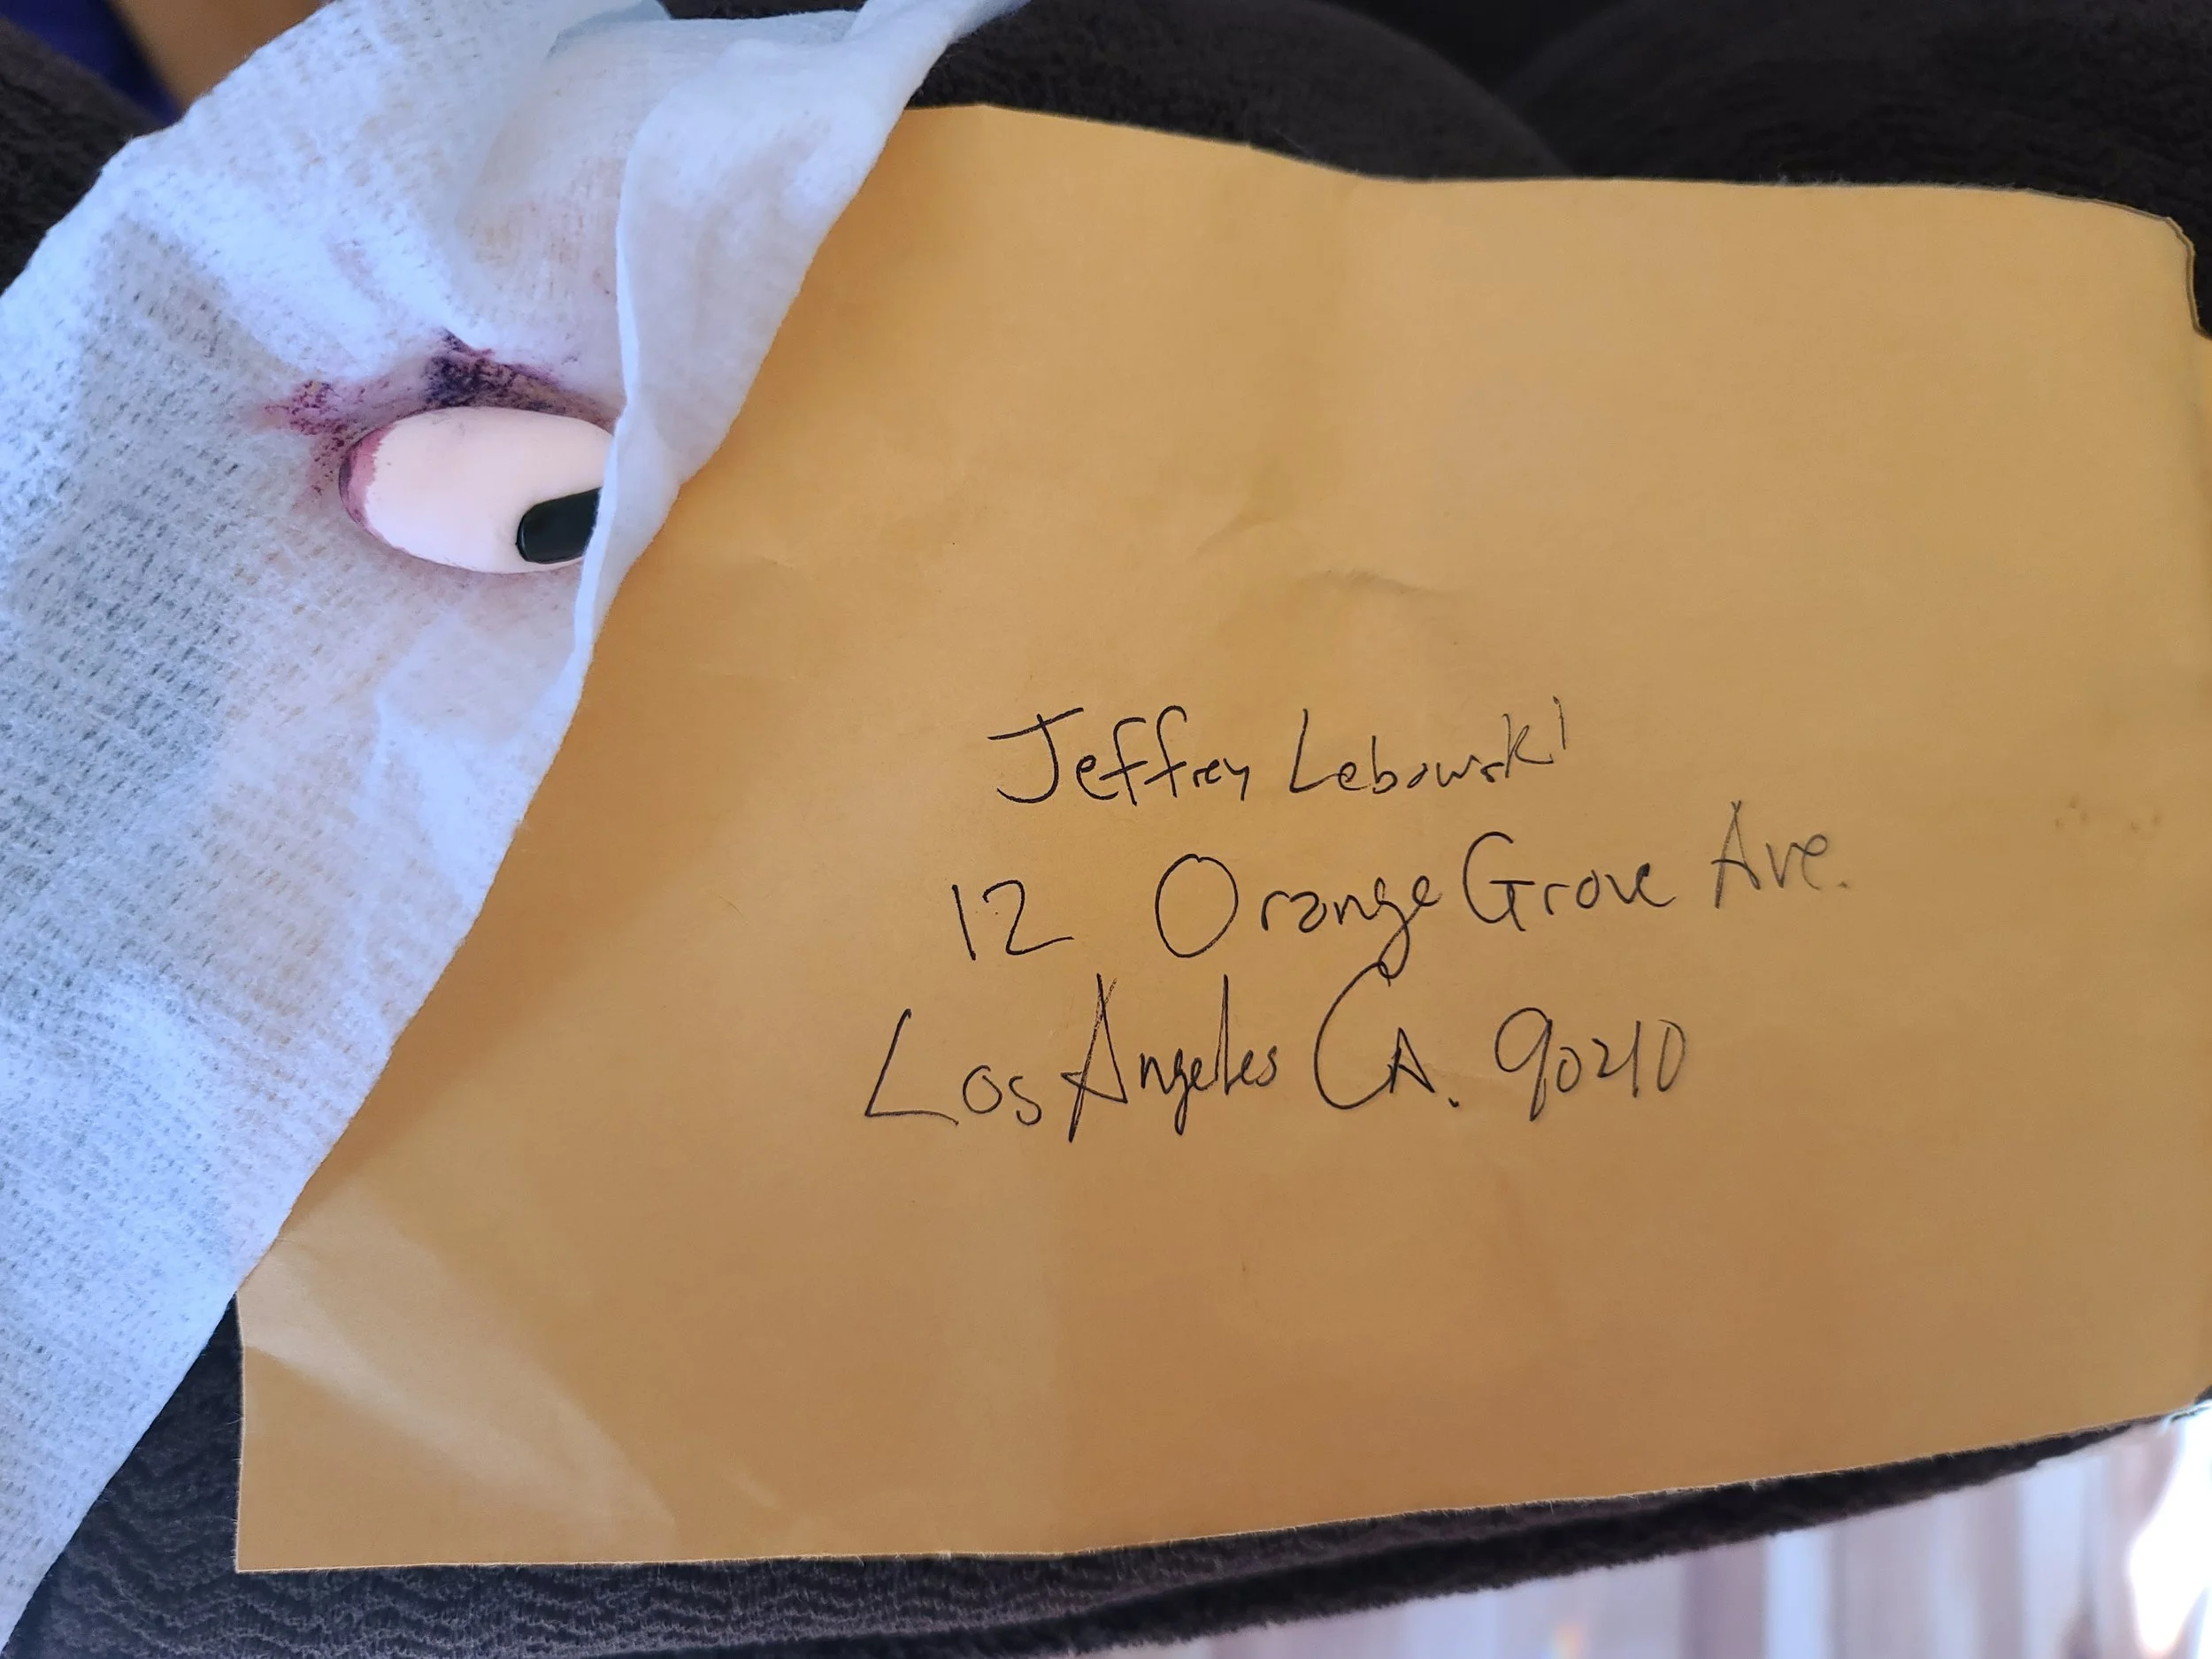 Jeffrey Lebowski
12 Orange Grove Ave.
Los Angeles CA. 90210